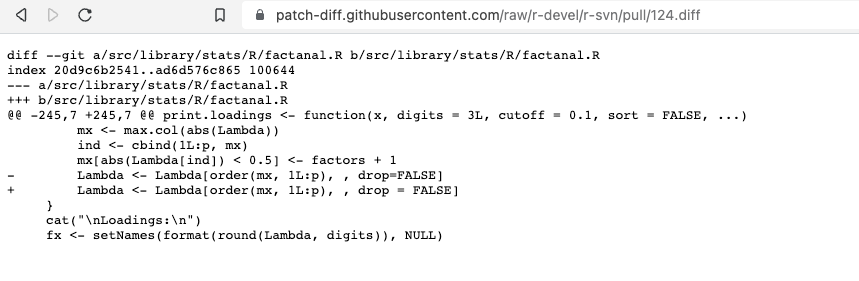 patch-diff.githubusercontent.com/raw/r-devel/r-svn/pull/124.diff
diff --git a/src/library/stats/R/factanal.R b/src/library/stats/R/factanal.R
index 20d9c6b2541..ad6d576c865 100644
--- a/src/library/stats/R/factanal.R
+++ b/src/library/stats/R/factanal.R
@@ -245,7 +245,7 @@ print.loadings <- function(x, digits = 3L, cutoff = 0.1, sort = FALSE, ...)
         mx <- max.col(abs(Lambda))
         ind <- cbind(1L:p, mx)
         mx[abs(Lambda[ind]) < 0.5] <- factors + 1
-        Lambda <- Lambda[order(mx, 1L:p), , drop=FALSE]
+        Lambda <- Lambda[order(mx, 1L:p), , drop = FALSE]
     }
     cat("\nLoadings:\n")
     fx <- setNames(format(round(Lambda, digits)), NULL)